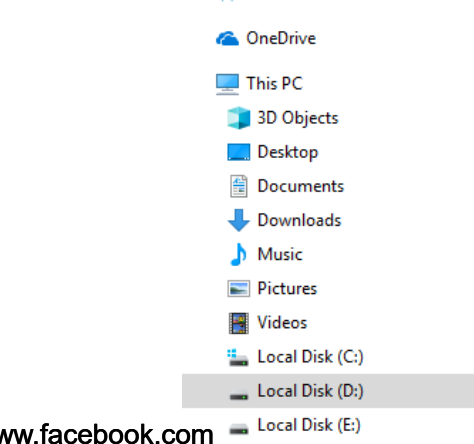 OneDrive
This PC
3D Objects
Desktop
Documents
Downloads
Music
Pictures
Videos
Local Disk (C:)
Local Disk (D:)
Local Disk (E:)
ww.facebook.com